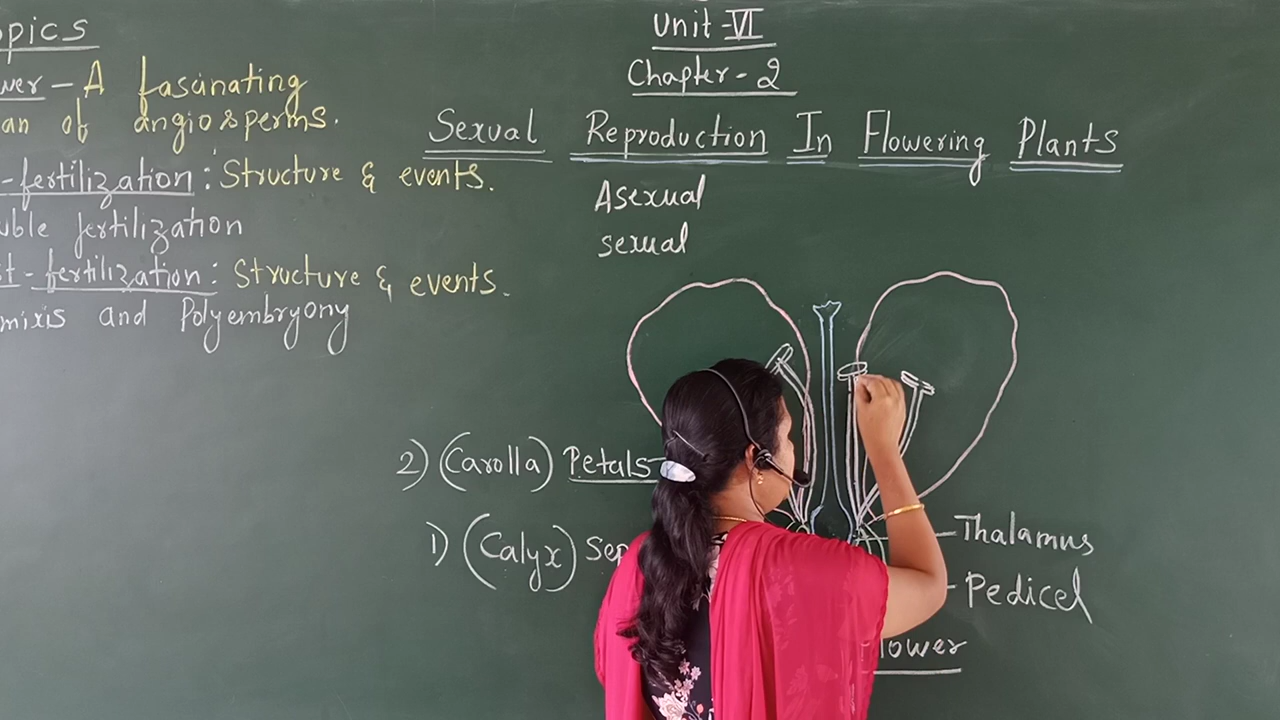 opics
wer - A fascinating
an of angiosperms.
-fertilization : Structure & events.
uble fertilization
t - fertilization : Structure & events.
mixis and Polyembryony
Unit - VI
Chapter - 2
Sexual Reproduction In Flowering Plants
Asexual
sexual
2) (Carolla) Petals
1) (Calyx) Sep
Thalamus
Pedicel
lower